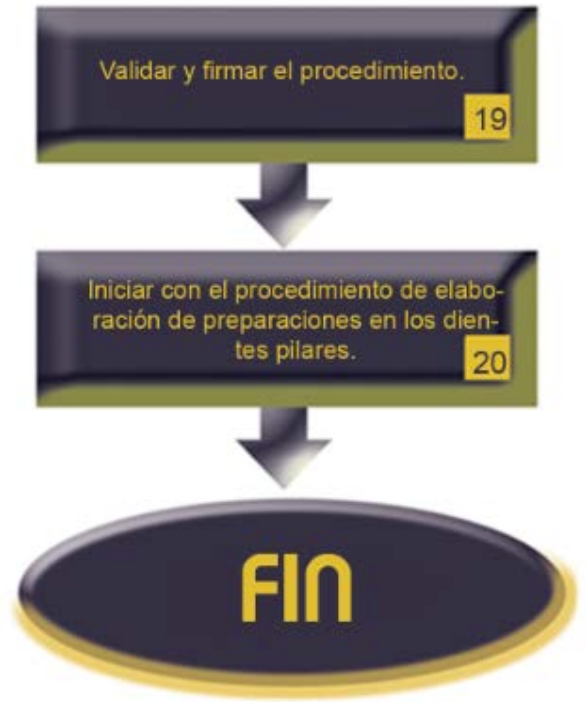 Validar y firmar el procedimiento.
19
Iniciar con el procedimiento de elabo-
ración de preparaciones en los dien-
tes pilares.
20
FIN